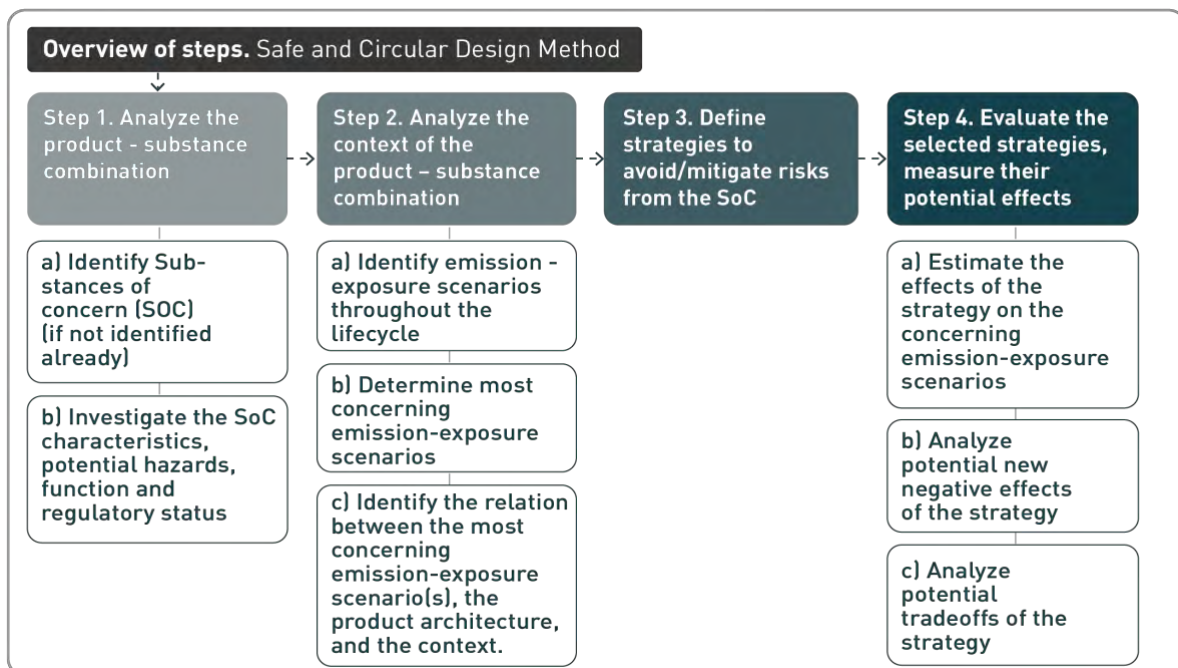 Overview of steps. Safe and Circular Design Method
Step 1. Analyze the
product - substance
combination
a) Identify Sub-
stances of
concern (SOC)
(if not identified
already)
b) Investigate the SoC
characteristics,
potential hazards,
function and
regulatory status
Step 2. Analyze the
context of the
product – substance
combination
a) Identify emission -
exposure scenarios
throughout the
lifecycle
b) Determine most
concerning
emission-exposure
scenarios
c) Identify the relation
between the most
concerning
emission-exposure
scenario(s), the
product architecture,
and the context.
Step 3. Define
strategies to
avoid/mitigate risks
from the SoC
Step 4. Evaluate the
selected strategies,
measure their
potential effects
a) Estimate the
effects of the
strategy on the
concerning
emission-exposure
scenarios
b) Analyze
potential new
negative effects
of the strategy
c) Analyze
potential
tradeoffs of the
strategy